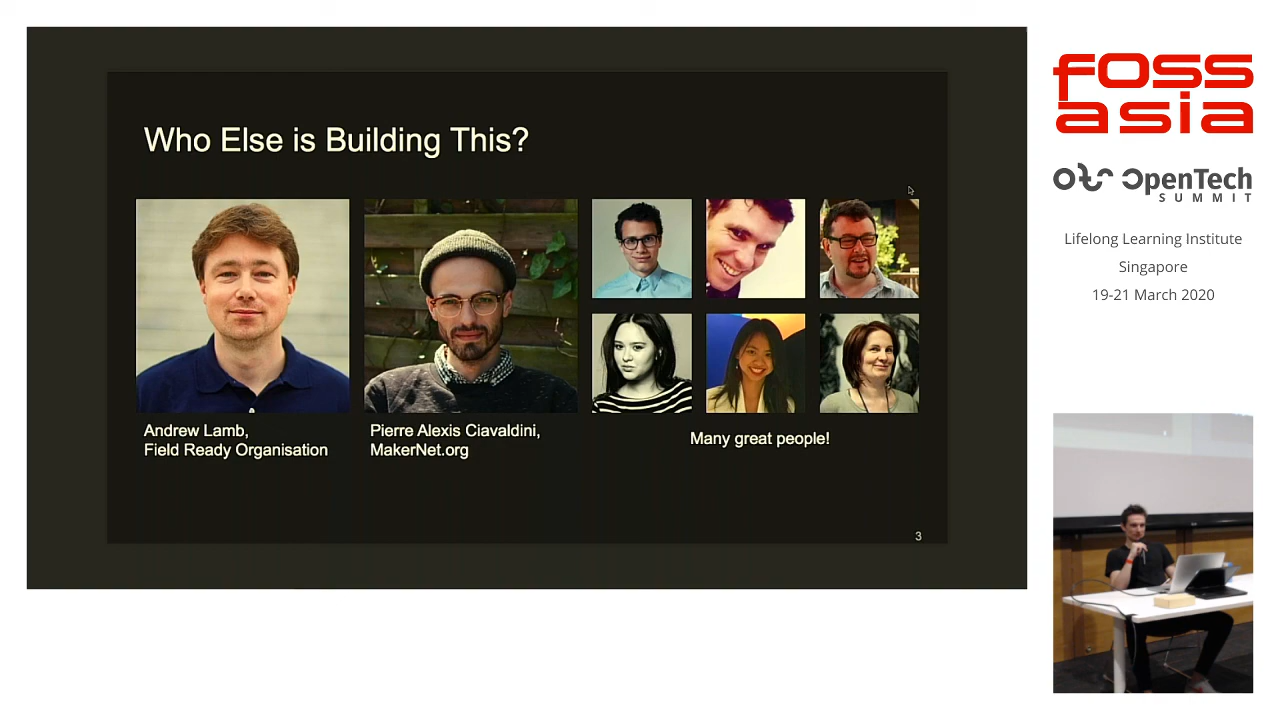 Who Else is Building This?
Andrew Lamb,
Field Ready Organisation
Pierre Alexis Ciavaldini,
MakerNet.org
Many great people!
3
foss
asia
OpenTech
SUMMIT
Lifelong Learning Institute
Singapore
19-21 March 2020